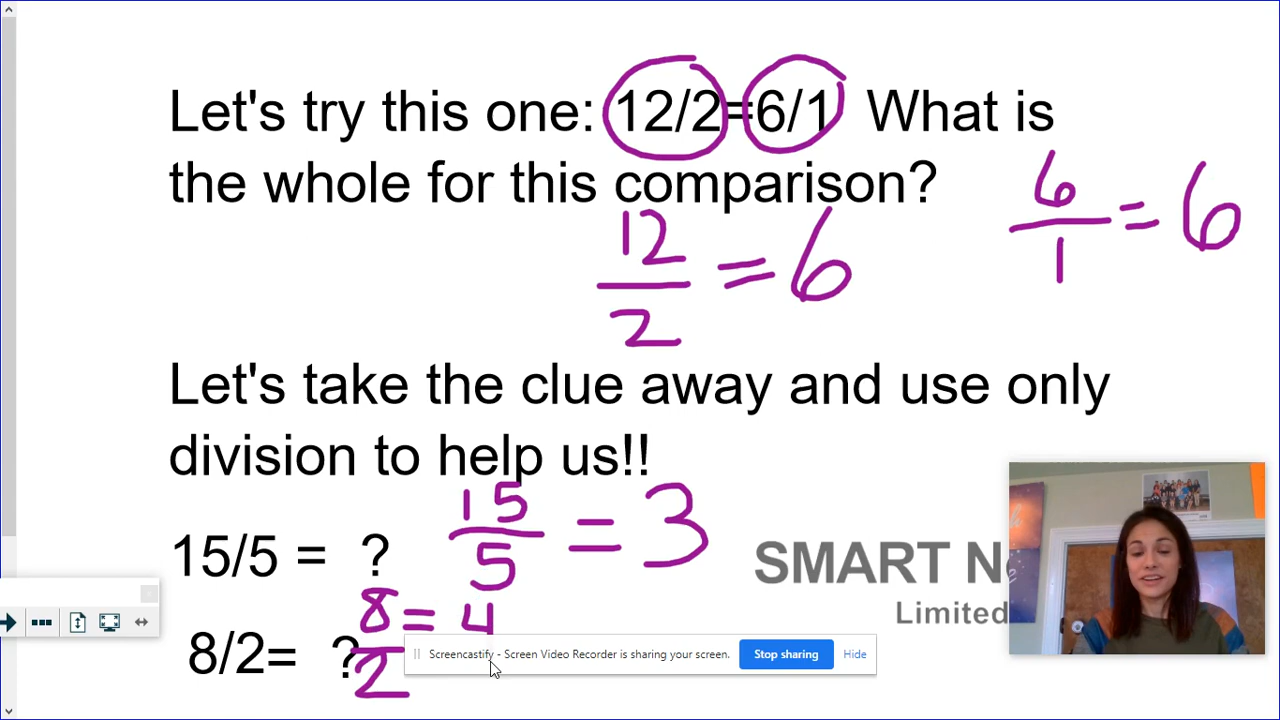 Let's try this one: 12/2=6/1 What is
the whole for this comparison?
6/1 = 6
12/2 = 6
Let's take the clue away and use only
division to help us!!
15/5 = ? 15/5 = 3
SMART No
Limited
8/2= ? 8/2 = 4
Screencastify - Screen Video Recorder is sharing your screen. Stop sharing Hide